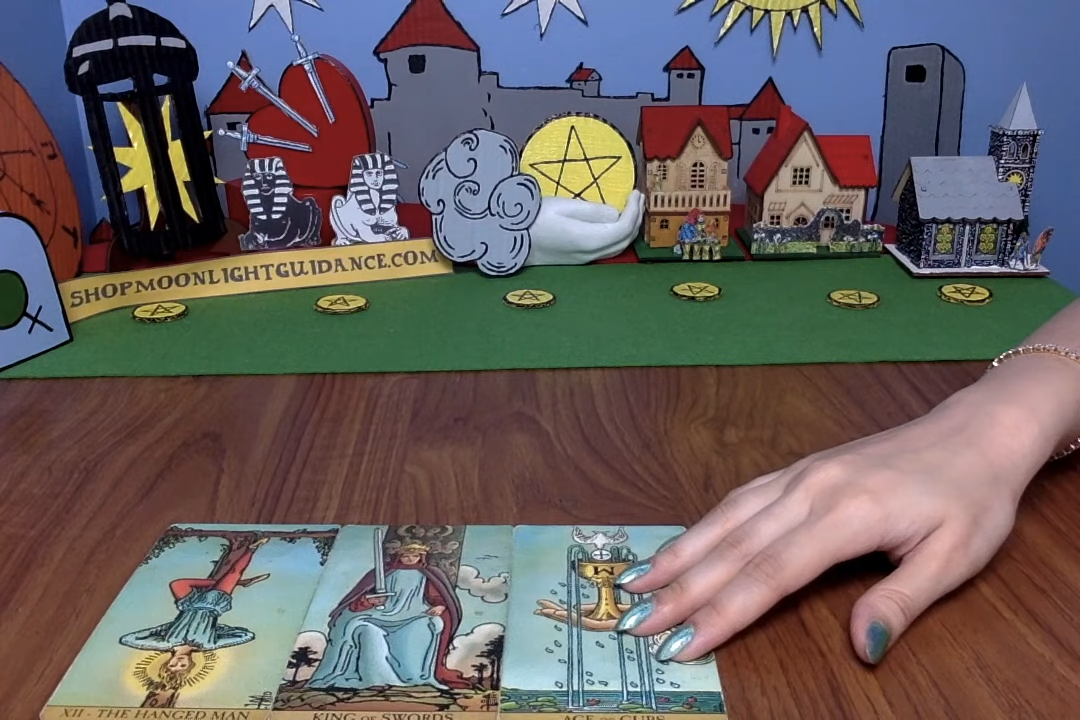 SHOPMOONLIGHTGUIDANCE.COM
XII - THE HANGED MAN
KING OF SWORDS
ACE OF CUPS